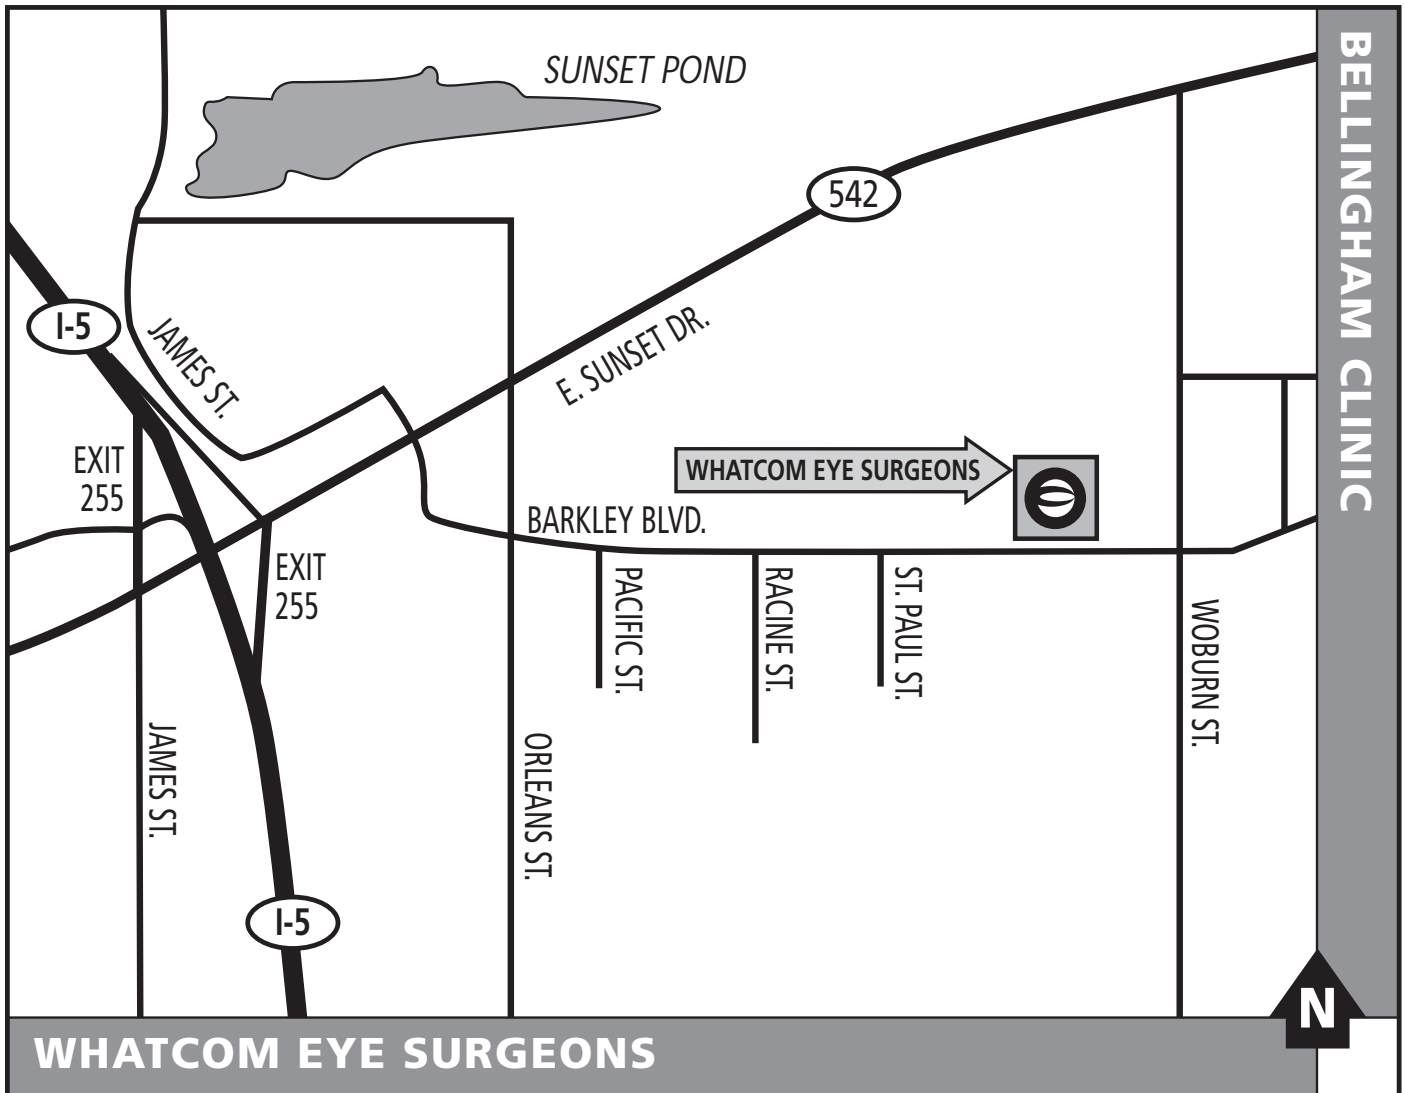 SUNSET POND
542
I-5
JAMES ST.
E. SUNSET DR.
EXIT
255
WHATCOM EYE SURGEONS
BARKLEY BLVD.
EXIT
255
PACIFIC ST.
RACINE ST.
ST. PAUL ST.
WOBURN ST.
JAMES ST.
ORLEANS ST.
I-5
N
WHATCOM EYE SURGEONS
BELLINGHAM CLINIC